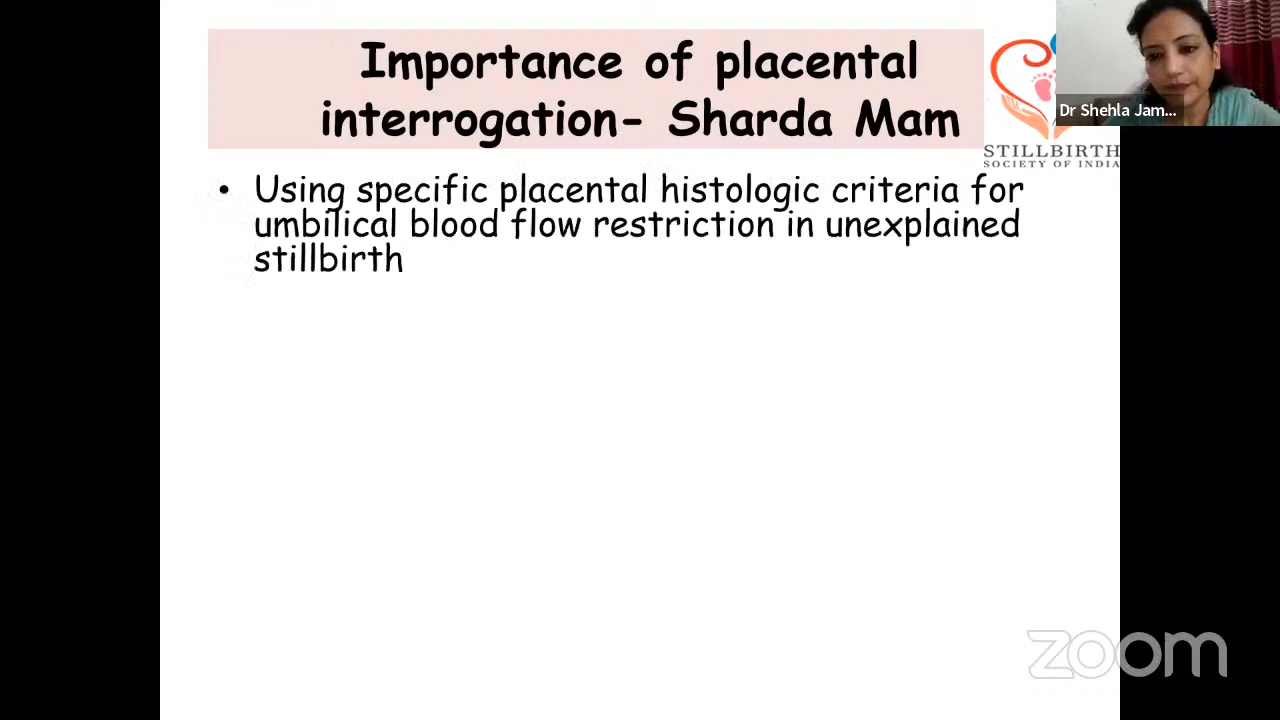 Importance of placental
interrogation- Sharda Mam
Dr Shehla Jam...
STILLBIRTH
SOCIETY OF INDIA
• Using specific placental histologic criteria for
umbilical blood flow restriction in unexplained
stillbirth
zoom